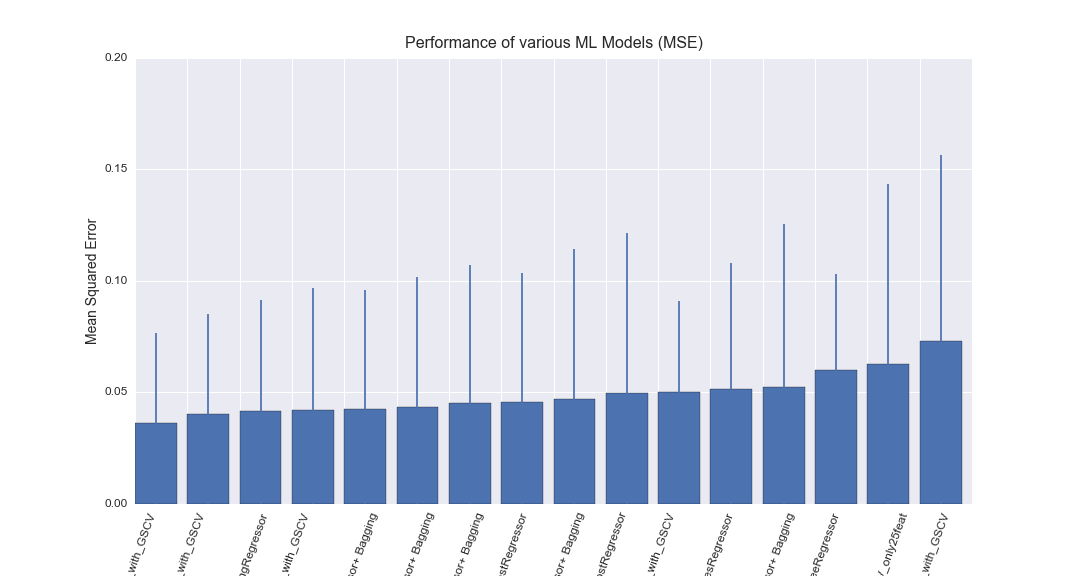 Performance of various ML Models (MSE)
0.20
0.15
0.10
0.05
0.00
Mean Squared Error
_with_GSCV
_with_GSCV
ngRegressor
_with_GSCV
sor+ Bagging
sor+ Bagging
sor+ Bagging
stRegressor
sor+ Bagging
ostRegressor
_with_GSCV
esRegressor
sor+ Bagging
eeRegressor
/_only25feat
_with_GSCV